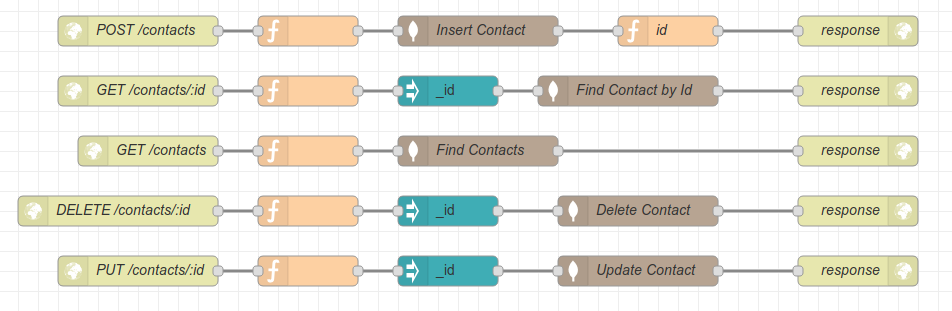 POST /contacts Insert Contact id response
GET /contacts/:id _id Find Contact by Id response
GET /contacts Find Contacts response
DELETE /contacts/:id _id Delete Contact response
PUT /contacts/:id _id Update Contact response